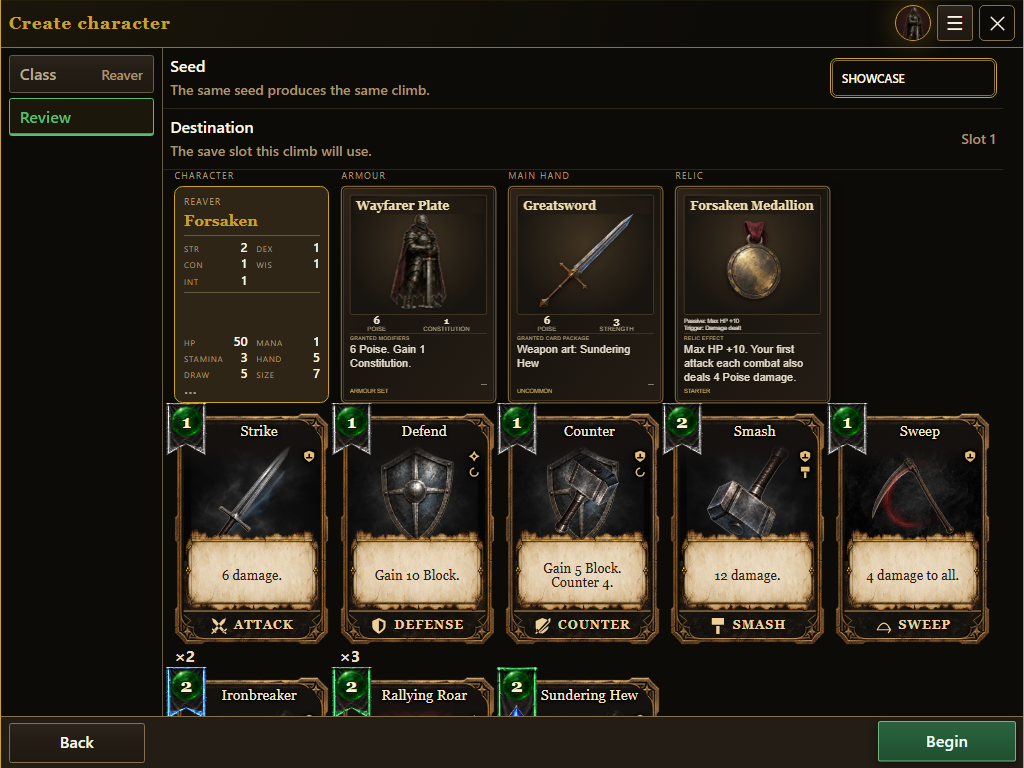 Create character
Class Reaver
Review
Seed
The same seed produces the same climb.
SHOWCASE
Destination
The save slot this climb will use.
Slot 1
CHARACTER
REAVER
Forsaken
STR 2 DEX 1
CON 1 WIS 1
INT 1
HP 50 MANA 1
STAMINA 3 HAND 5
DRAW 5 SIZE 7
...
ARMOUR
Wayfarer Plate
6 1
POISE CONSTITUTION
GRANTED MODIFIERS
6 Poise. Gain 1
Constitution.
—
ARMOUR SET
MAIN HAND
Greatsword
6 3
POISE STRENGTH
GRANTED CARD PACKAGE
Weapon art: Sundering
Hew
—
UNCOMMON
RELIC
Forsaken Medallion
Passive: Max HP +10
Trigger: Damage dealt
RELIC EFFECT
Max HP +10. Your first
attack each combat also
deals 4 Poise damage.
STARTER
1 Strike
6 damage.
ATTACK
×2
1 Defend
Gain 10 Block.
DEFENSE
×3
1 Counter
Gain 5 Block.
Counter 4.
COUNTER
2 Smash
12 damage.
SMASH
1 Sweep
4 damage to all.
SWEEP
2 Ironbreaker
2 Rallying Roar
2 Sundering Hew
Back
Begin